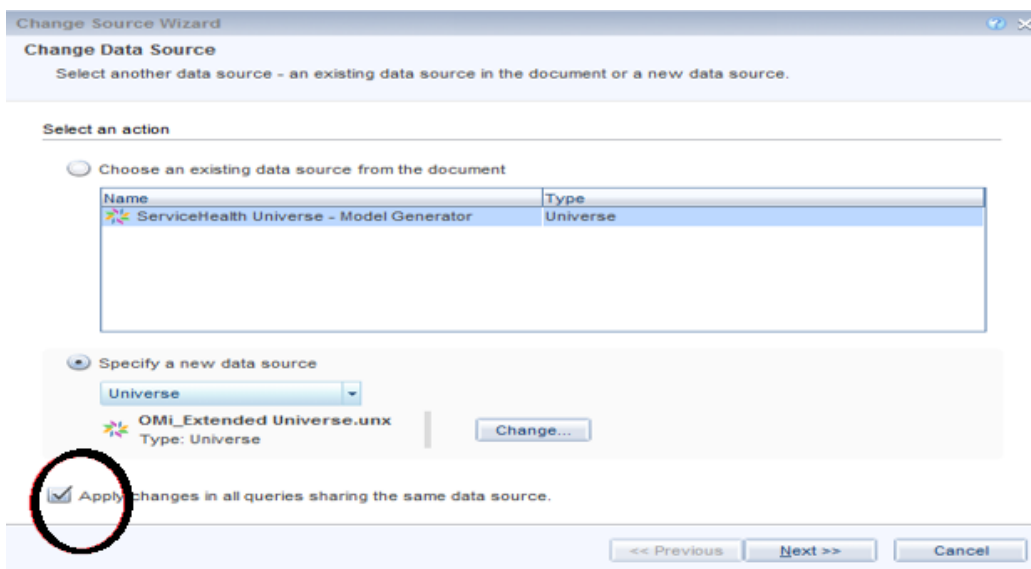 Change Source Wizard
Change Data Source
Select another data source - an existing data source in the document or a new data source.
Select an action
Choose an existing data source from the document
Name Type
ServiceHealth Universe - Model Generator Universe
Specify a new data source
Universe
OMi_Extended Universe.unx
Type: Universe
Change...
Apply changes in all queries sharing the same data source.
<< Previous Next >> Cancel